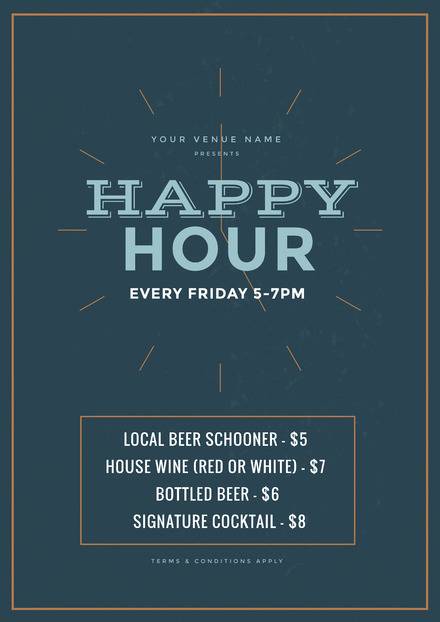 YOUR VENUE NAME
PRESENTS
HAPPY
HOUR
EVERY FRIDAY 5-7PM
LOCAL BEER SCHOONER - $5
HOUSE WINE (RED OR WHITE) - $7
BOTTLED BEER - $6
SIGNATURE COCKTAIL - $8
TERMS & CONDITIONS APPLY